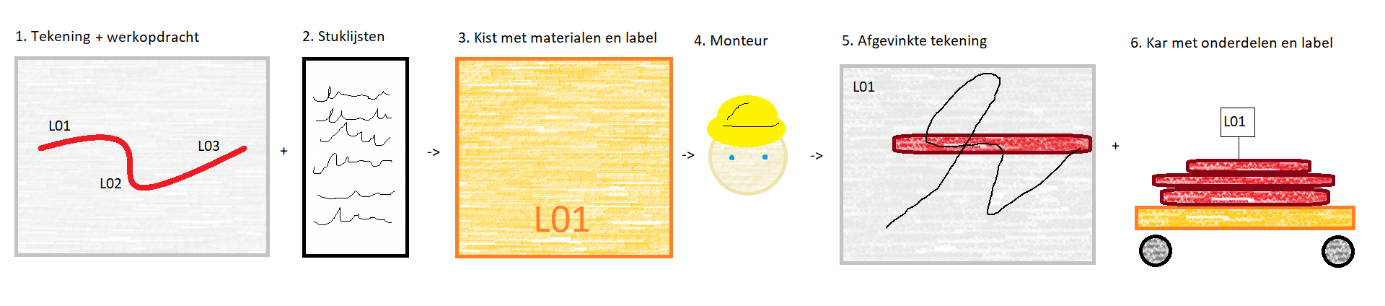 1. Tekening + werkopdracht
2. Stuklijsten
3. Kist met materialen en label
4. Monteur
5. Afgevinkte tekening
6. Kar met onderdelen en label
L01
L02
L03
+
->
L01
->
->
L01
+
L01